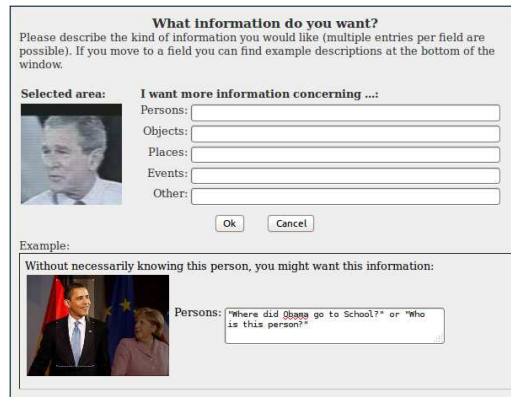 What information do you want?
Please describe the kind of information you would like (multiple entries per field are
possible). If you move to a field you can find example descriptions at the bottom of the
window.
Selected area:
I want more information concerning ...:
Persons:
Objects:
Places:
Events:
Other:
Ok
Cancel
Example:
Without necessarily knowing this person, you might want this information:
Persons:
"Where did Obama go to School?" or "Who
is this person?"